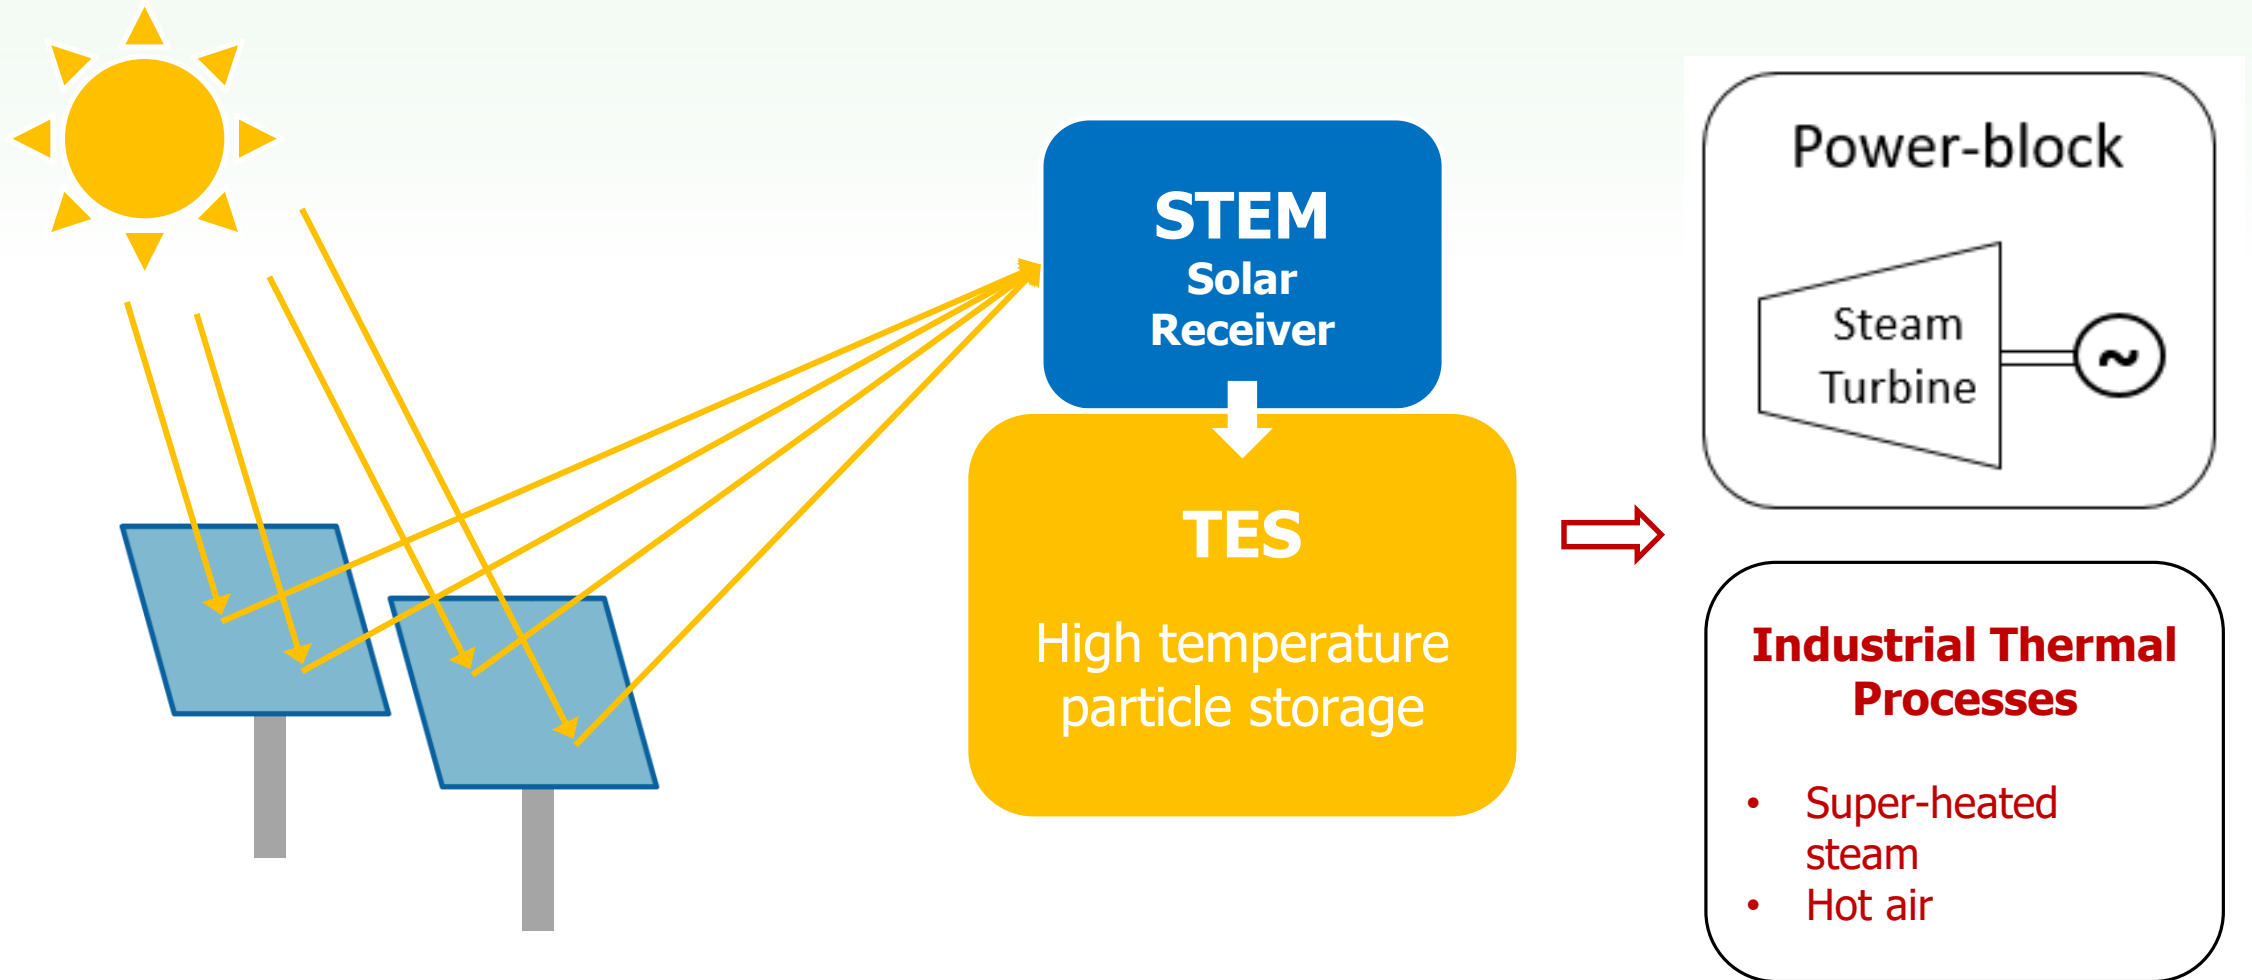 STEM
Solar
Receiver
TES
High temperature
particle storage
Power-block
Steam
Turbine
~
Industrial Thermal
Processes
• Super-heated
steam
• Hot air